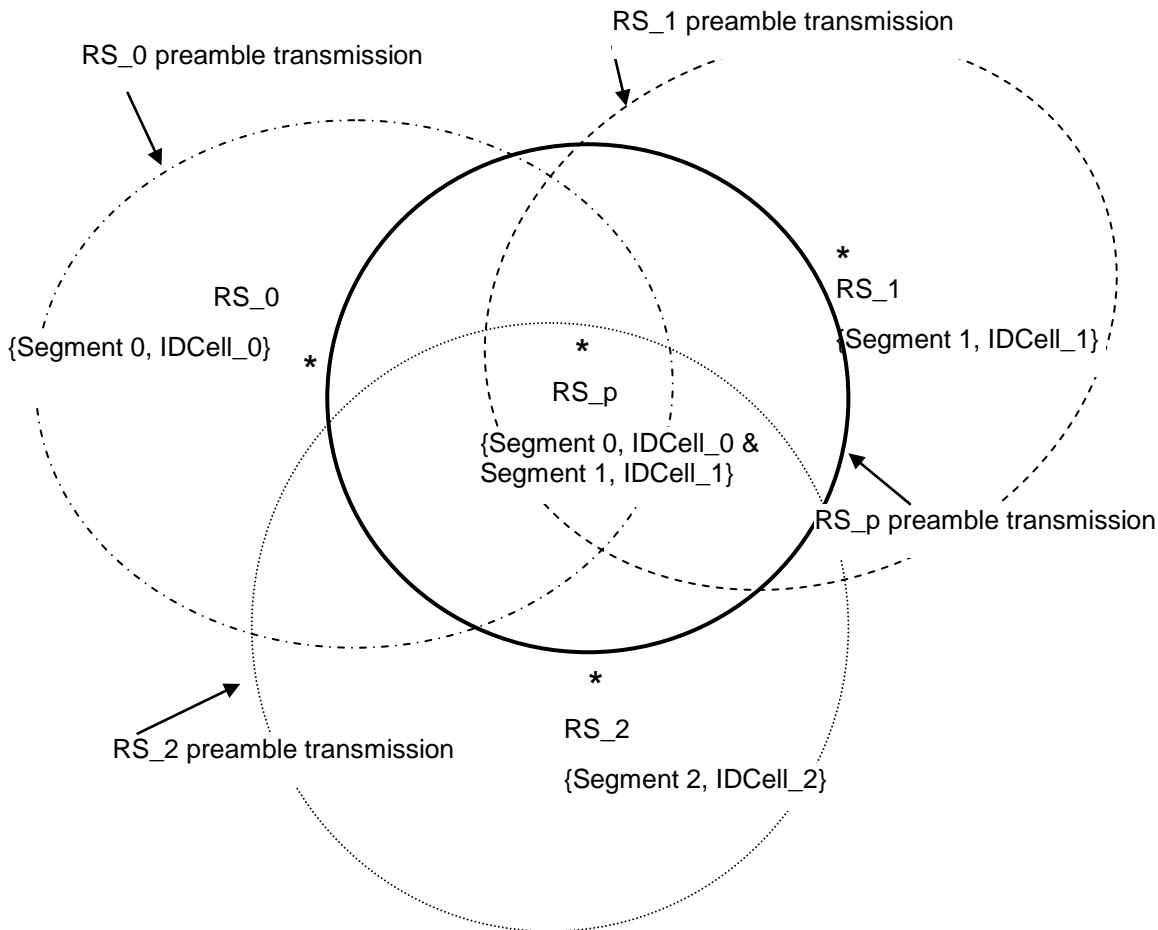 RS_1 preamble transmission
RS_0 preamble transmission
*
RS_1
{Segment 1, IDCell_1}
RS_0
{Segment 0, IDCell_0}
*
*
RS_p
{Segment 0, IDCell_0 &
Segment 1, IDCell_1}
RS_p preamble transmission
*
RS_2
{Segment 2, IDCell_2}
RS_2 preamble transmission